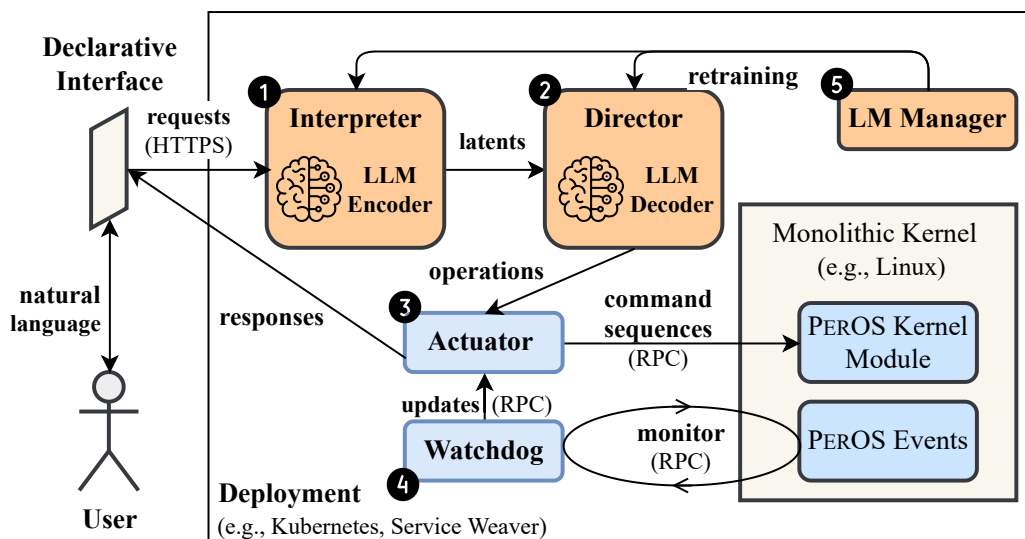 Declarative
Interface
requests
(HTTPS)
1
Interpreter
LLM
Encoder
latents
2
Director
LLM
Decoder
retraining
5
LM Manager
natural
language
User
responses
operations
3
Actuator
command
sequences
(RPC)
updates (RPC)
4
Watchdog
monitor
(RPC)
Monolithic Kernel
(e.g., Linux)
PEROS Kernel
Module
PEROS Events
Deployment
(e.g., Kubernetes, Service Weaver)